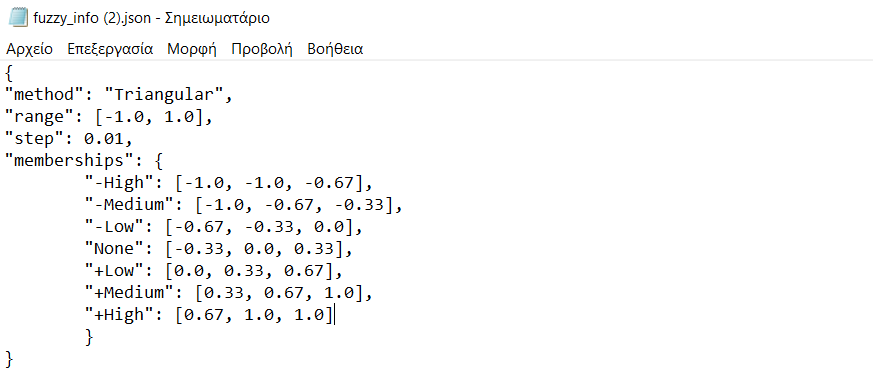 fuzzy_info (2).json - Σημειωματάριο
Αρχείο Επεξεργασία Μορφή Προβολή Βοήθεια
{
"method": "Triangular",
"range": [-1.0, 1.0],
"step": 0.01,
"memberships": {
        "-High": [-1.0, -1.0, -0.67],
        "-Medium": [-1.0, -0.67, -0.33],
        "-Low": [-0.67, -0.33, 0.0],
        "None": [-0.33, 0.0, 0.33],
        "+Low": [0.0, 0.33, 0.67],
        "+Medium": [0.33, 0.67, 1.0],
        "+High": [0.67, 1.0, 1.0]
        }
}